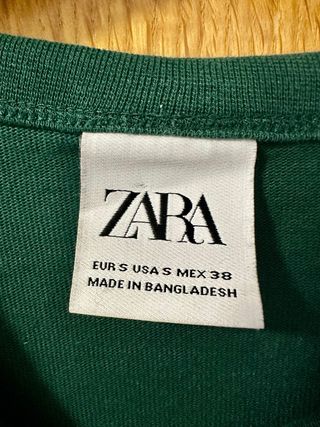 ZARA
EUR S USA S MEX 38
MADE IN BANGLADESH